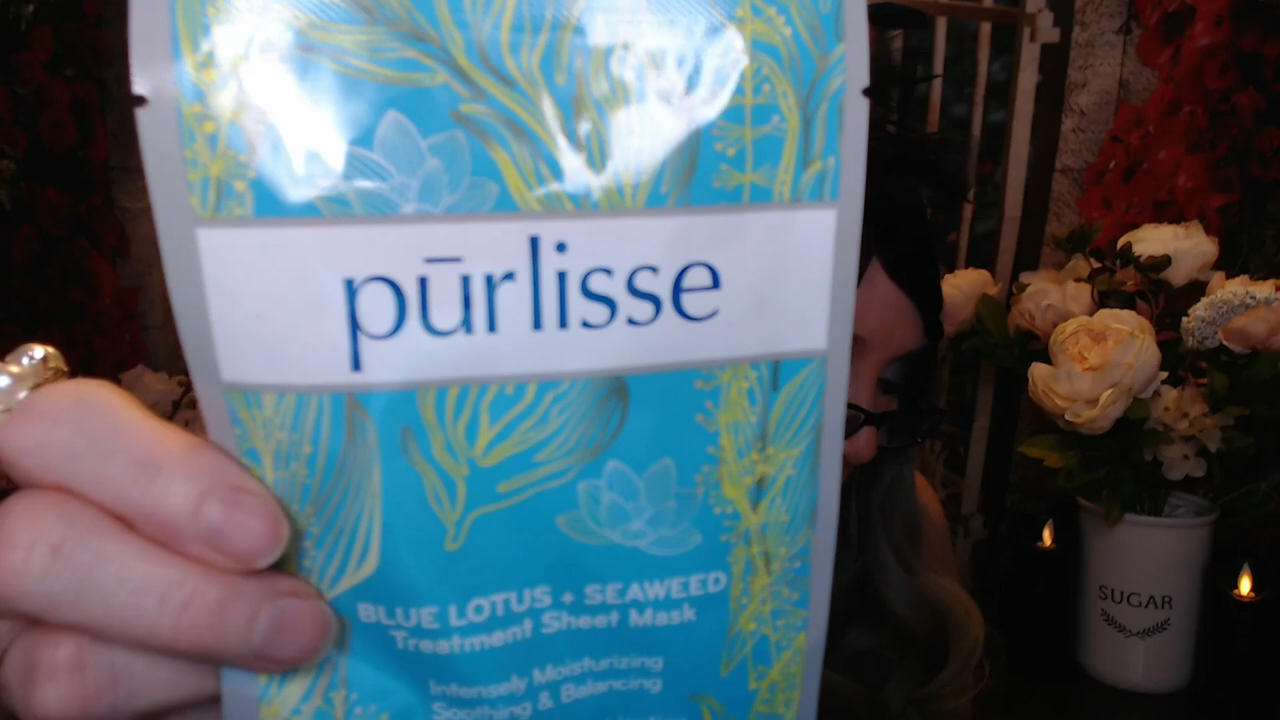 pūrlisse
BLUE LOTUS + SEAWEED
Treatment Sheet Mask
Intensely Moisturizing
Soothing & Balancing
SUGAR